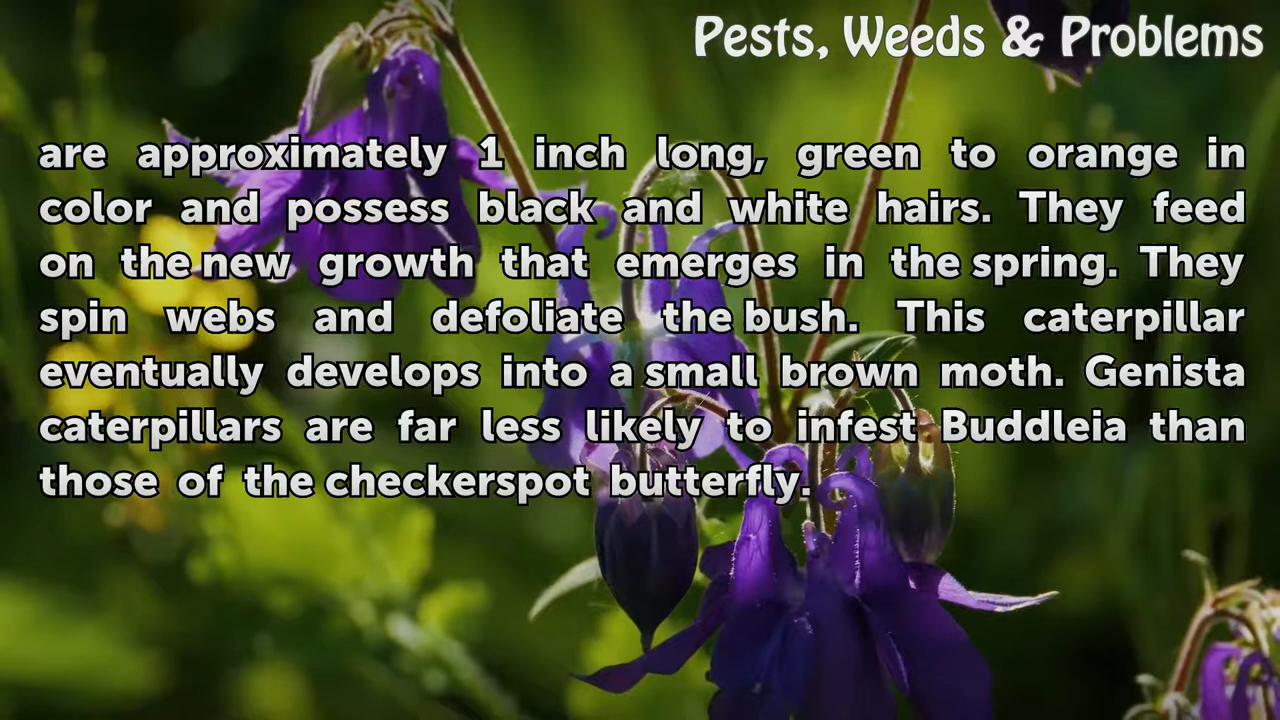 Pests, Weeds & Problems
are approximately 1 inch long, green to orange in
color and possess black and white hairs. They feed
on the new growth that emerges in the spring. They
spin webs and defoliate the bush. This caterpillar
eventually develops into a small brown moth. Genista
caterpillars are far less likely to infest Buddleia than
those of the checkerspot butterfly.